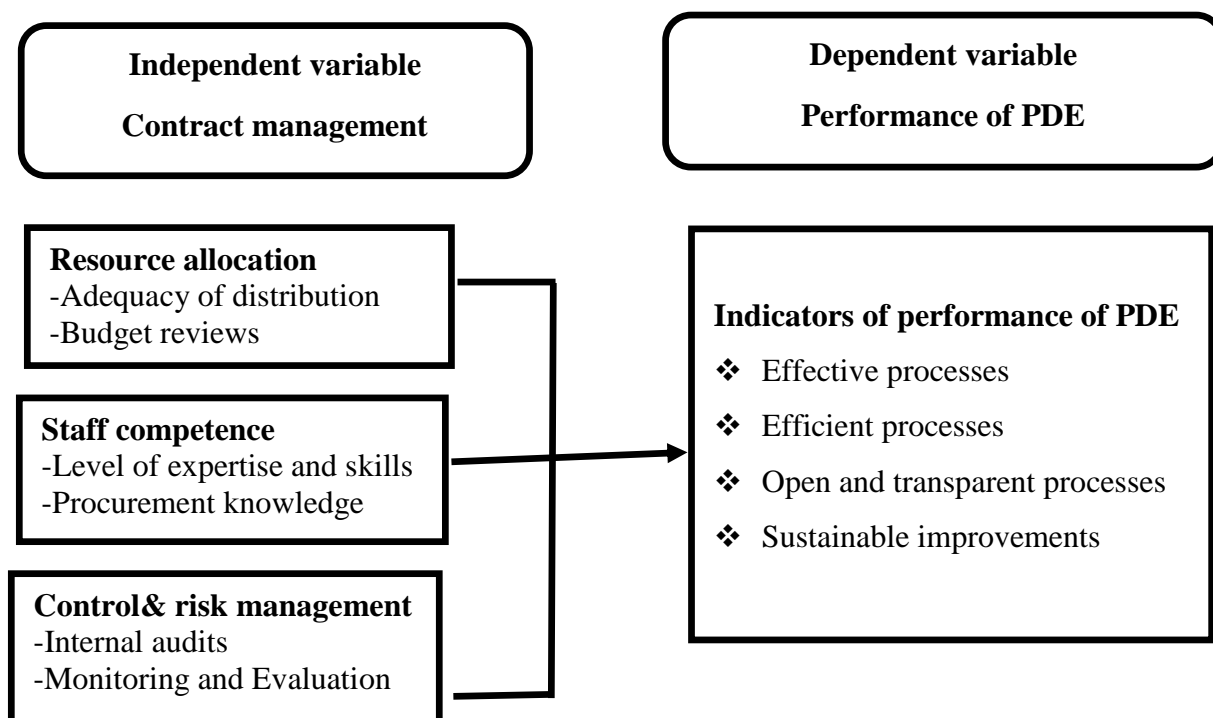 Independent variable
Contract management
Dependent variable
Performance of PDE
Resource allocation
-Adequacy of distribution
-Budget reviews
Staff competence
-Level of expertise and skills
-Procurement knowledge
Control& risk management
-Internal audits
-Monitoring and Evaluation
Indicators of performance of PDE
❖ Effective processes
❖ Efficient processes
❖ Open and transparent processes
❖ Sustainable improvements